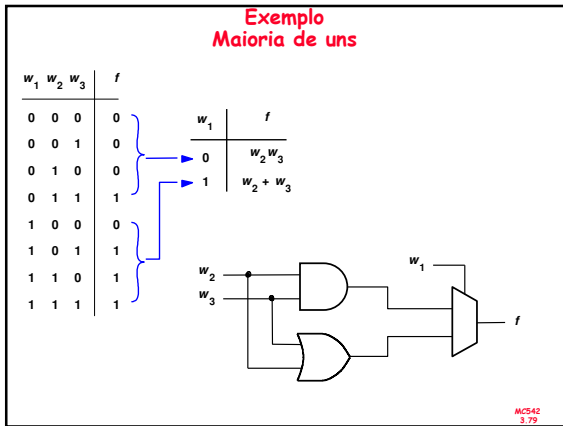 Exemplo
Maioria de uns
w1 w2 w3 f
0 0 0 0
0 0 1 0
0 1 0 0
0 1 1 1
1 0 0 0
1 0 1 1
1 1 0 1
1 1 1 1
w1 f
0 w2 w3
1 w2 + w3
w2
w3
w1
f
MC542
3.79